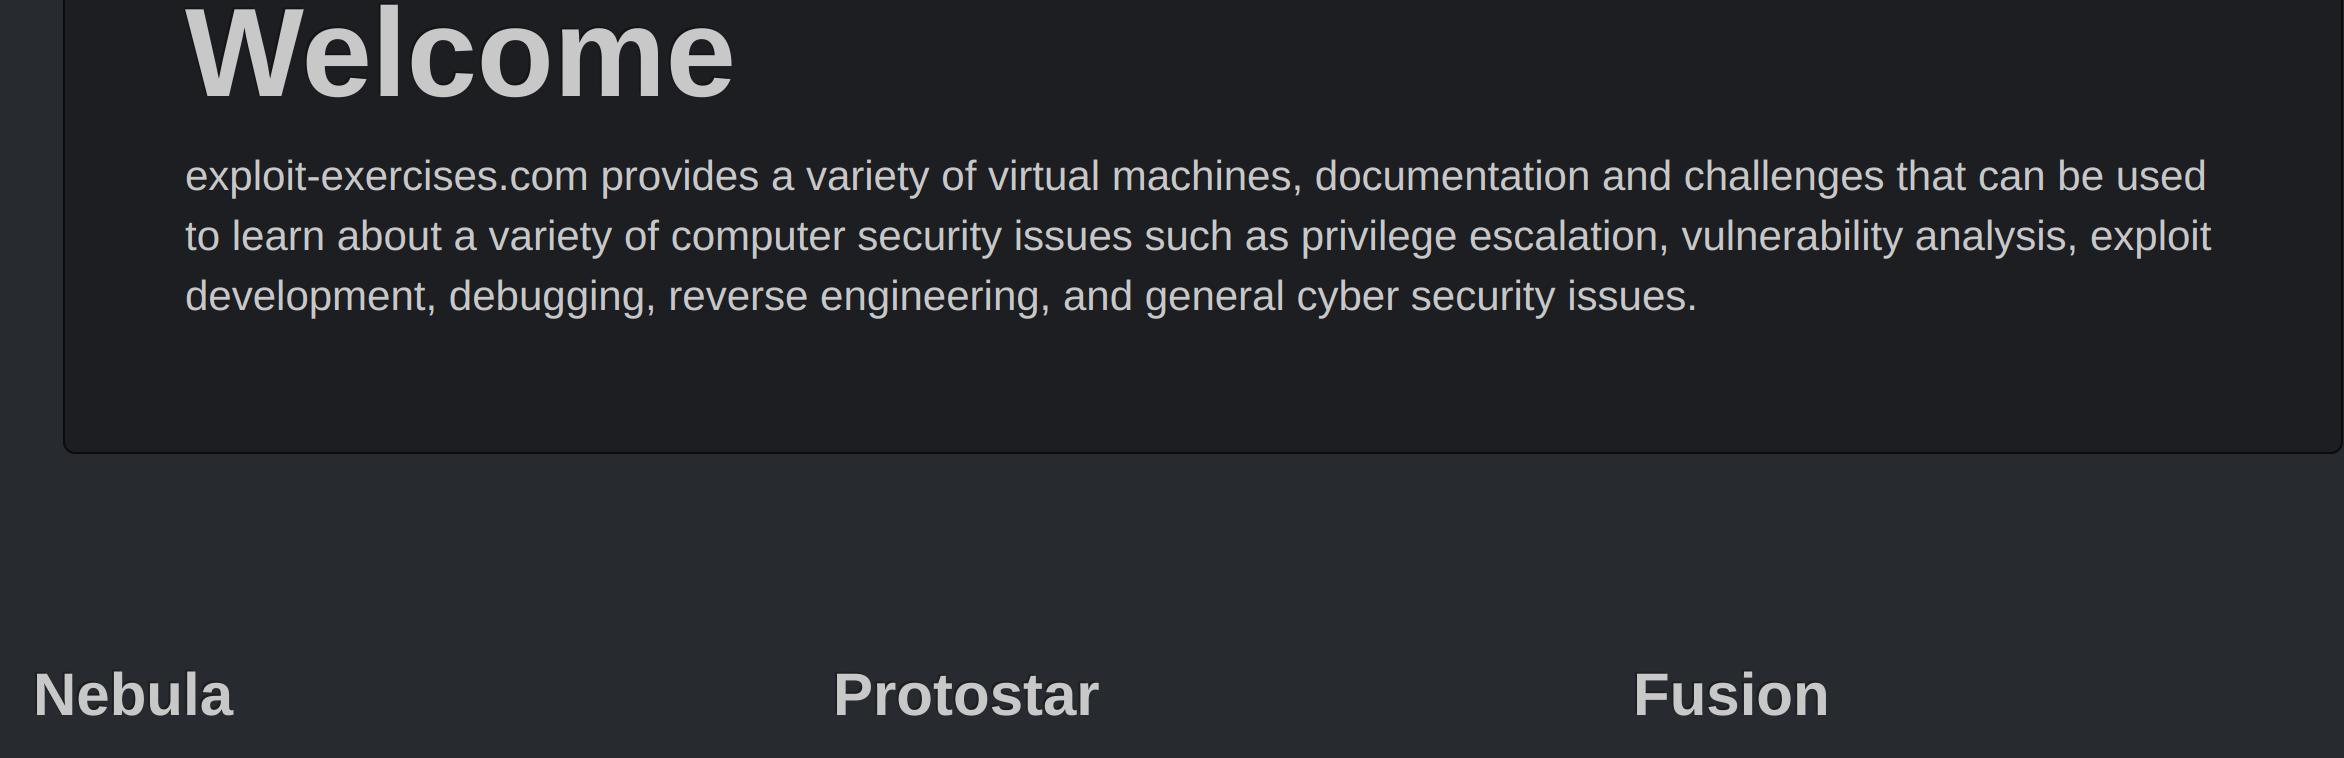 Welcome
exploit-exercises.com provides a variety of virtual machines, documentation and challenges that can be used
to learn about a variety of computer security issues such as privilege escalation, vulnerability analysis, exploit
development, debugging, reverse engineering, and general cyber security issues.
Nebula
Protostar
Fusion